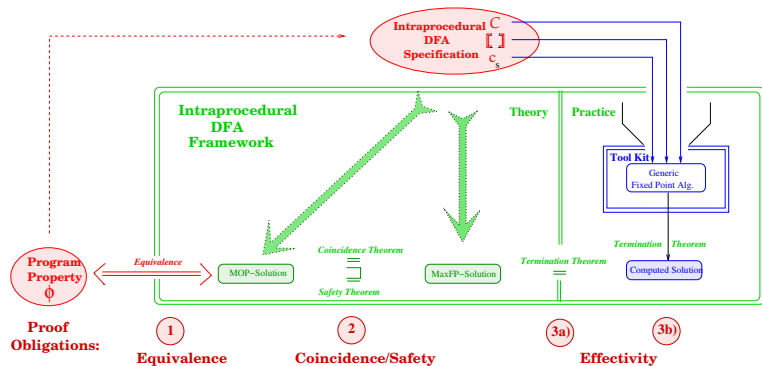 Intraprocedural
DFA
Specification
C
[[ ]]
c_s
Intraprocedural
DFA
Framework
Theory
Practice
Tool Kit
Generic
Fixed Point Alg.
Termination Theorem
Computed Solution
Program
Property
ϕ
Equivalence
MOP-Solution
Coincidence Theorem
Safety Theorem
MaxFP-Solution
Termination Theorem
Proof
Obligations:
1
Equivalence
2
Coincidence/Safety
3a)
3b)
Effectivity